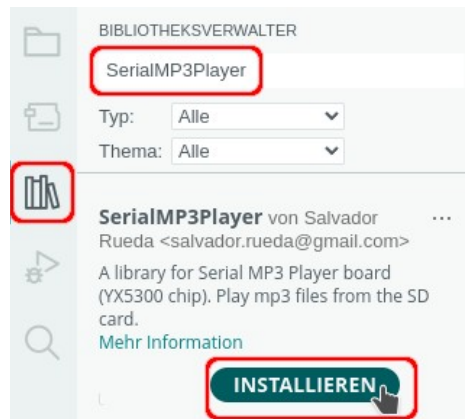 BIBLIOTHEKSVERWALTER
SerialMP3Player
Typ: Alle
Thema: Alle
SerialMP3Player von Salvador
Rueda <salvador.rueda@gmail.com>
A library for Serial MP3 Player board
(YX5300 chip). Play mp3 files from the SD
card.
Mehr Information
INSTALLIEREN